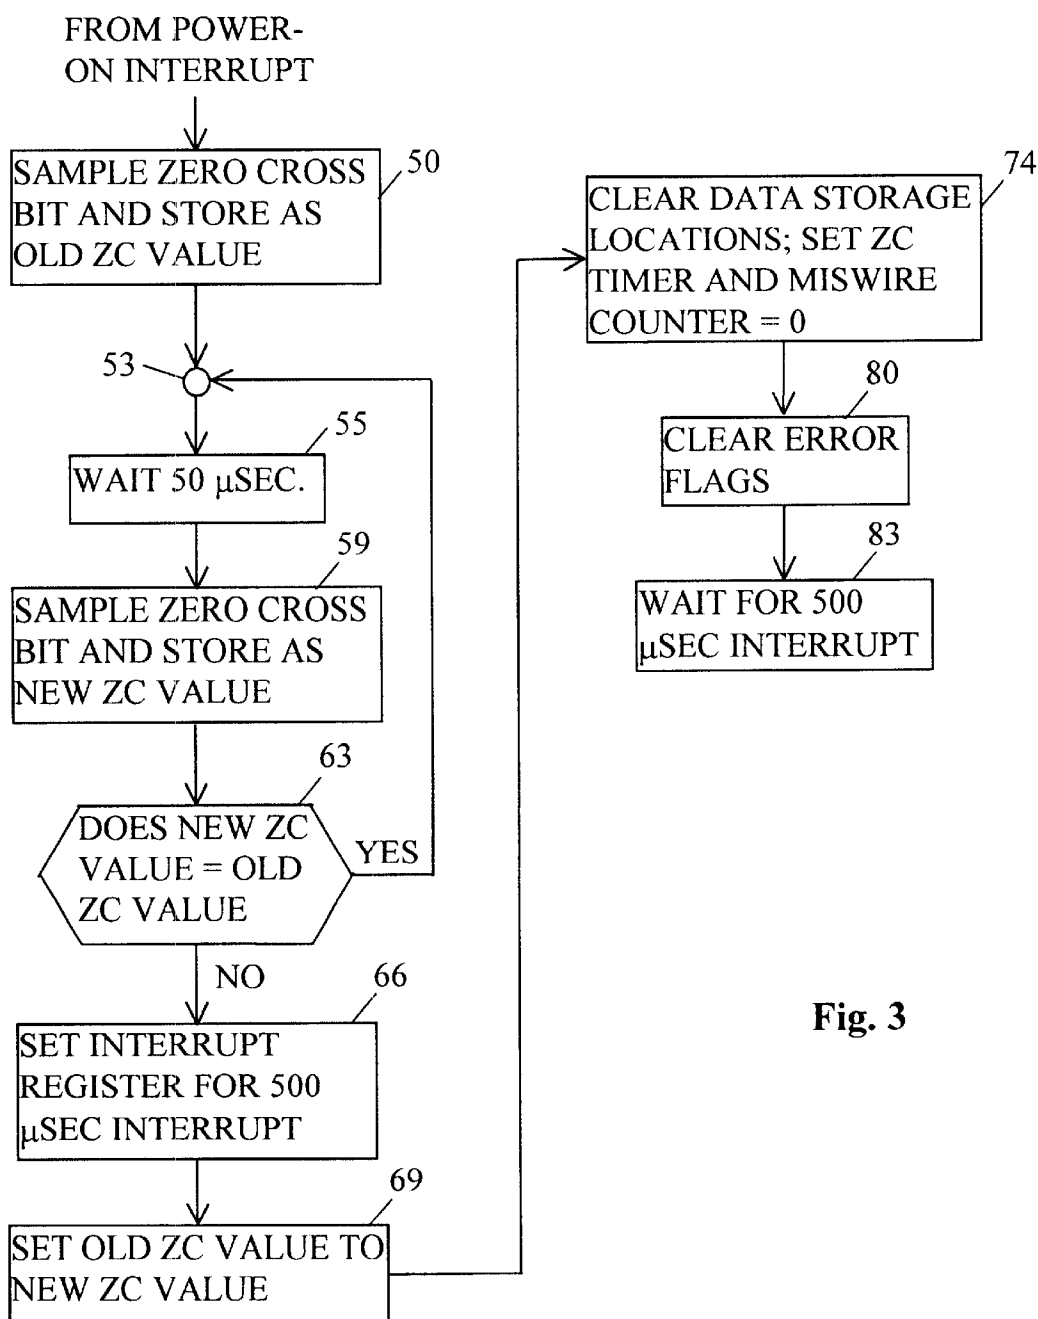 FROM POWER-
ON INTERRUPT
50
SAMPLE ZERO CROSS
BIT AND STORE AS
OLD ZC VALUE
53
55
WAIT 50 μSEC.
59
SAMPLE ZERO CROSS
BIT AND STORE AS
NEW ZC VALUE
63
DOES NEW ZC
VALUE = OLD
ZC VALUE
YES
NO
66
SET INTERRUPT
REGISTER FOR 500
μSEC INTERRUPT
69
SET OLD ZC VALUE TO
NEW ZC VALUE
74
CLEAR DATA STORAGE
LOCATIONS; SET ZC
TIMER AND MISWIRE
COUNTER = 0
80
CLEAR ERROR
FLAGS
83
WAIT FOR 500
μSEC INTERRUPT
Fig. 3